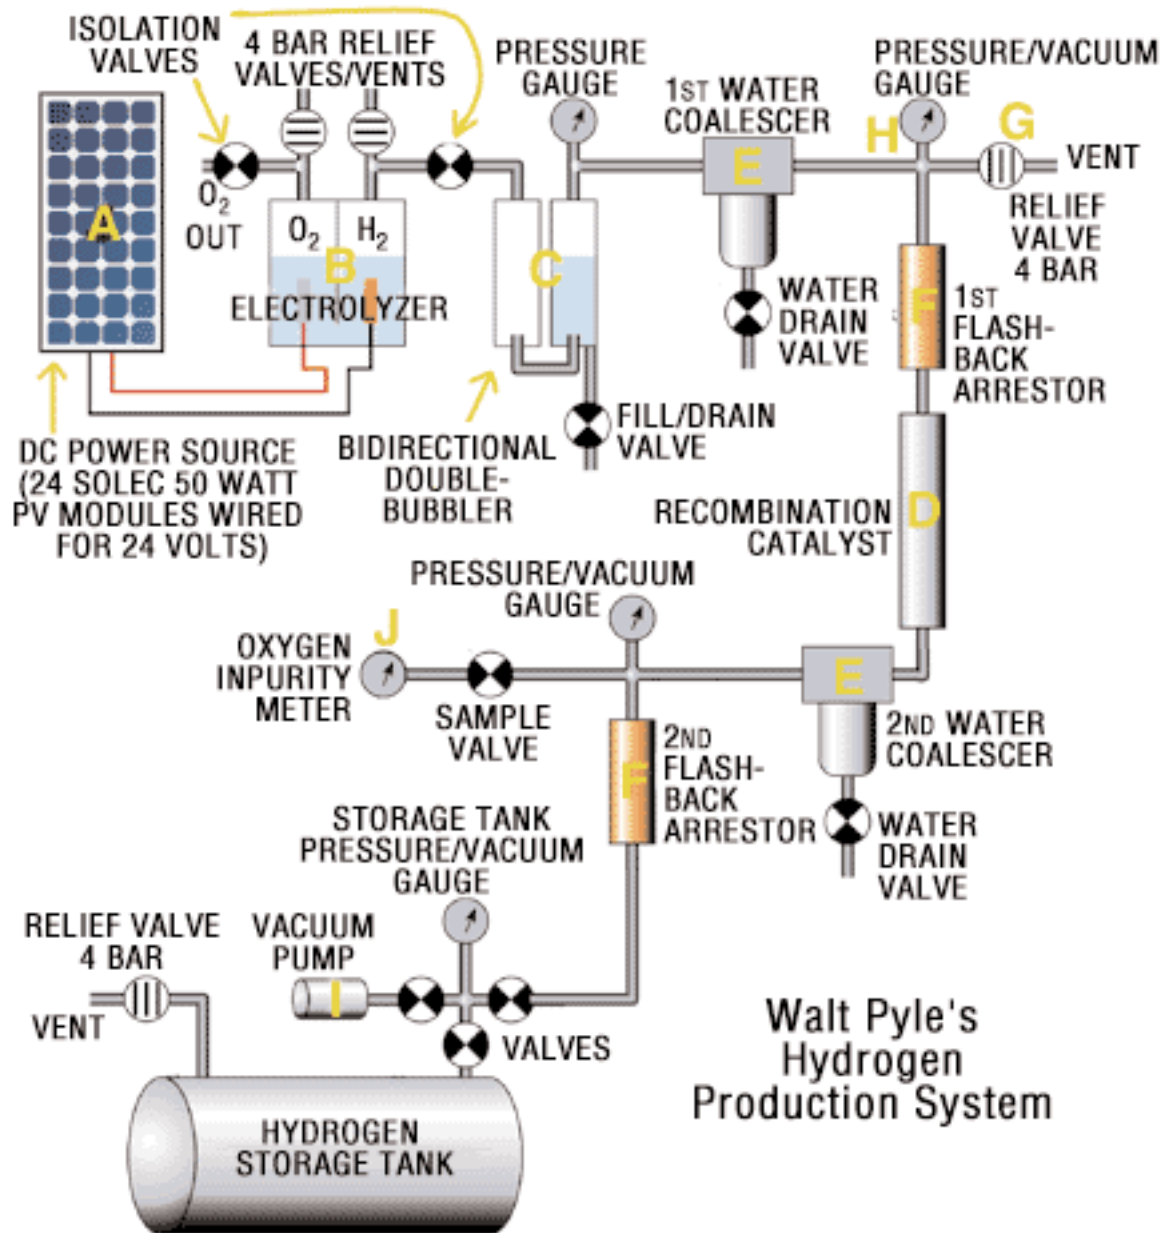 ISOLATION
VALVES
4 BAR RELIEF
VALVES/VENTS
PRESSURE
GAUGE
1ST WATER
COALESCER
PRESSURE/VACUUM
GAUGE
H
G
VENT
A
O2
OUT
O2
H2
B
ELECTROLYZER
C
E
WATER
DRAIN
VALVE
RELIEF
VALVE
4 BAR
F
1ST
FLASH-
BACK
ARRESTOR
DC POWER SOURCE
(24 SOLEC 50 WATT
PV MODULES WIRED
FOR 24 VOLTS)
BIDIRECTIONAL
DOUBLE-
BUBBLER
FILL/DRAIN
VALVE
RECOMBINATION
CATALYST
D
PRESSURE/VACUUM
GAUGE
J
OXYGEN
INPURITY
METER
SAMPLE
VALVE
E
2ND WATER
COALESCER
F
2ND
FLASH-
BACK
ARRESTOR
WATER
DRAIN
VALVE
STORAGE TANK
PRESSURE/VACUUM
GAUGE
RELIEF VALVE
4 BAR
VENT
VACUUM
PUMP
I
VALVES
HYDROGEN
STORAGE TANK
Walt Pyle's
Hydrogen
Production System